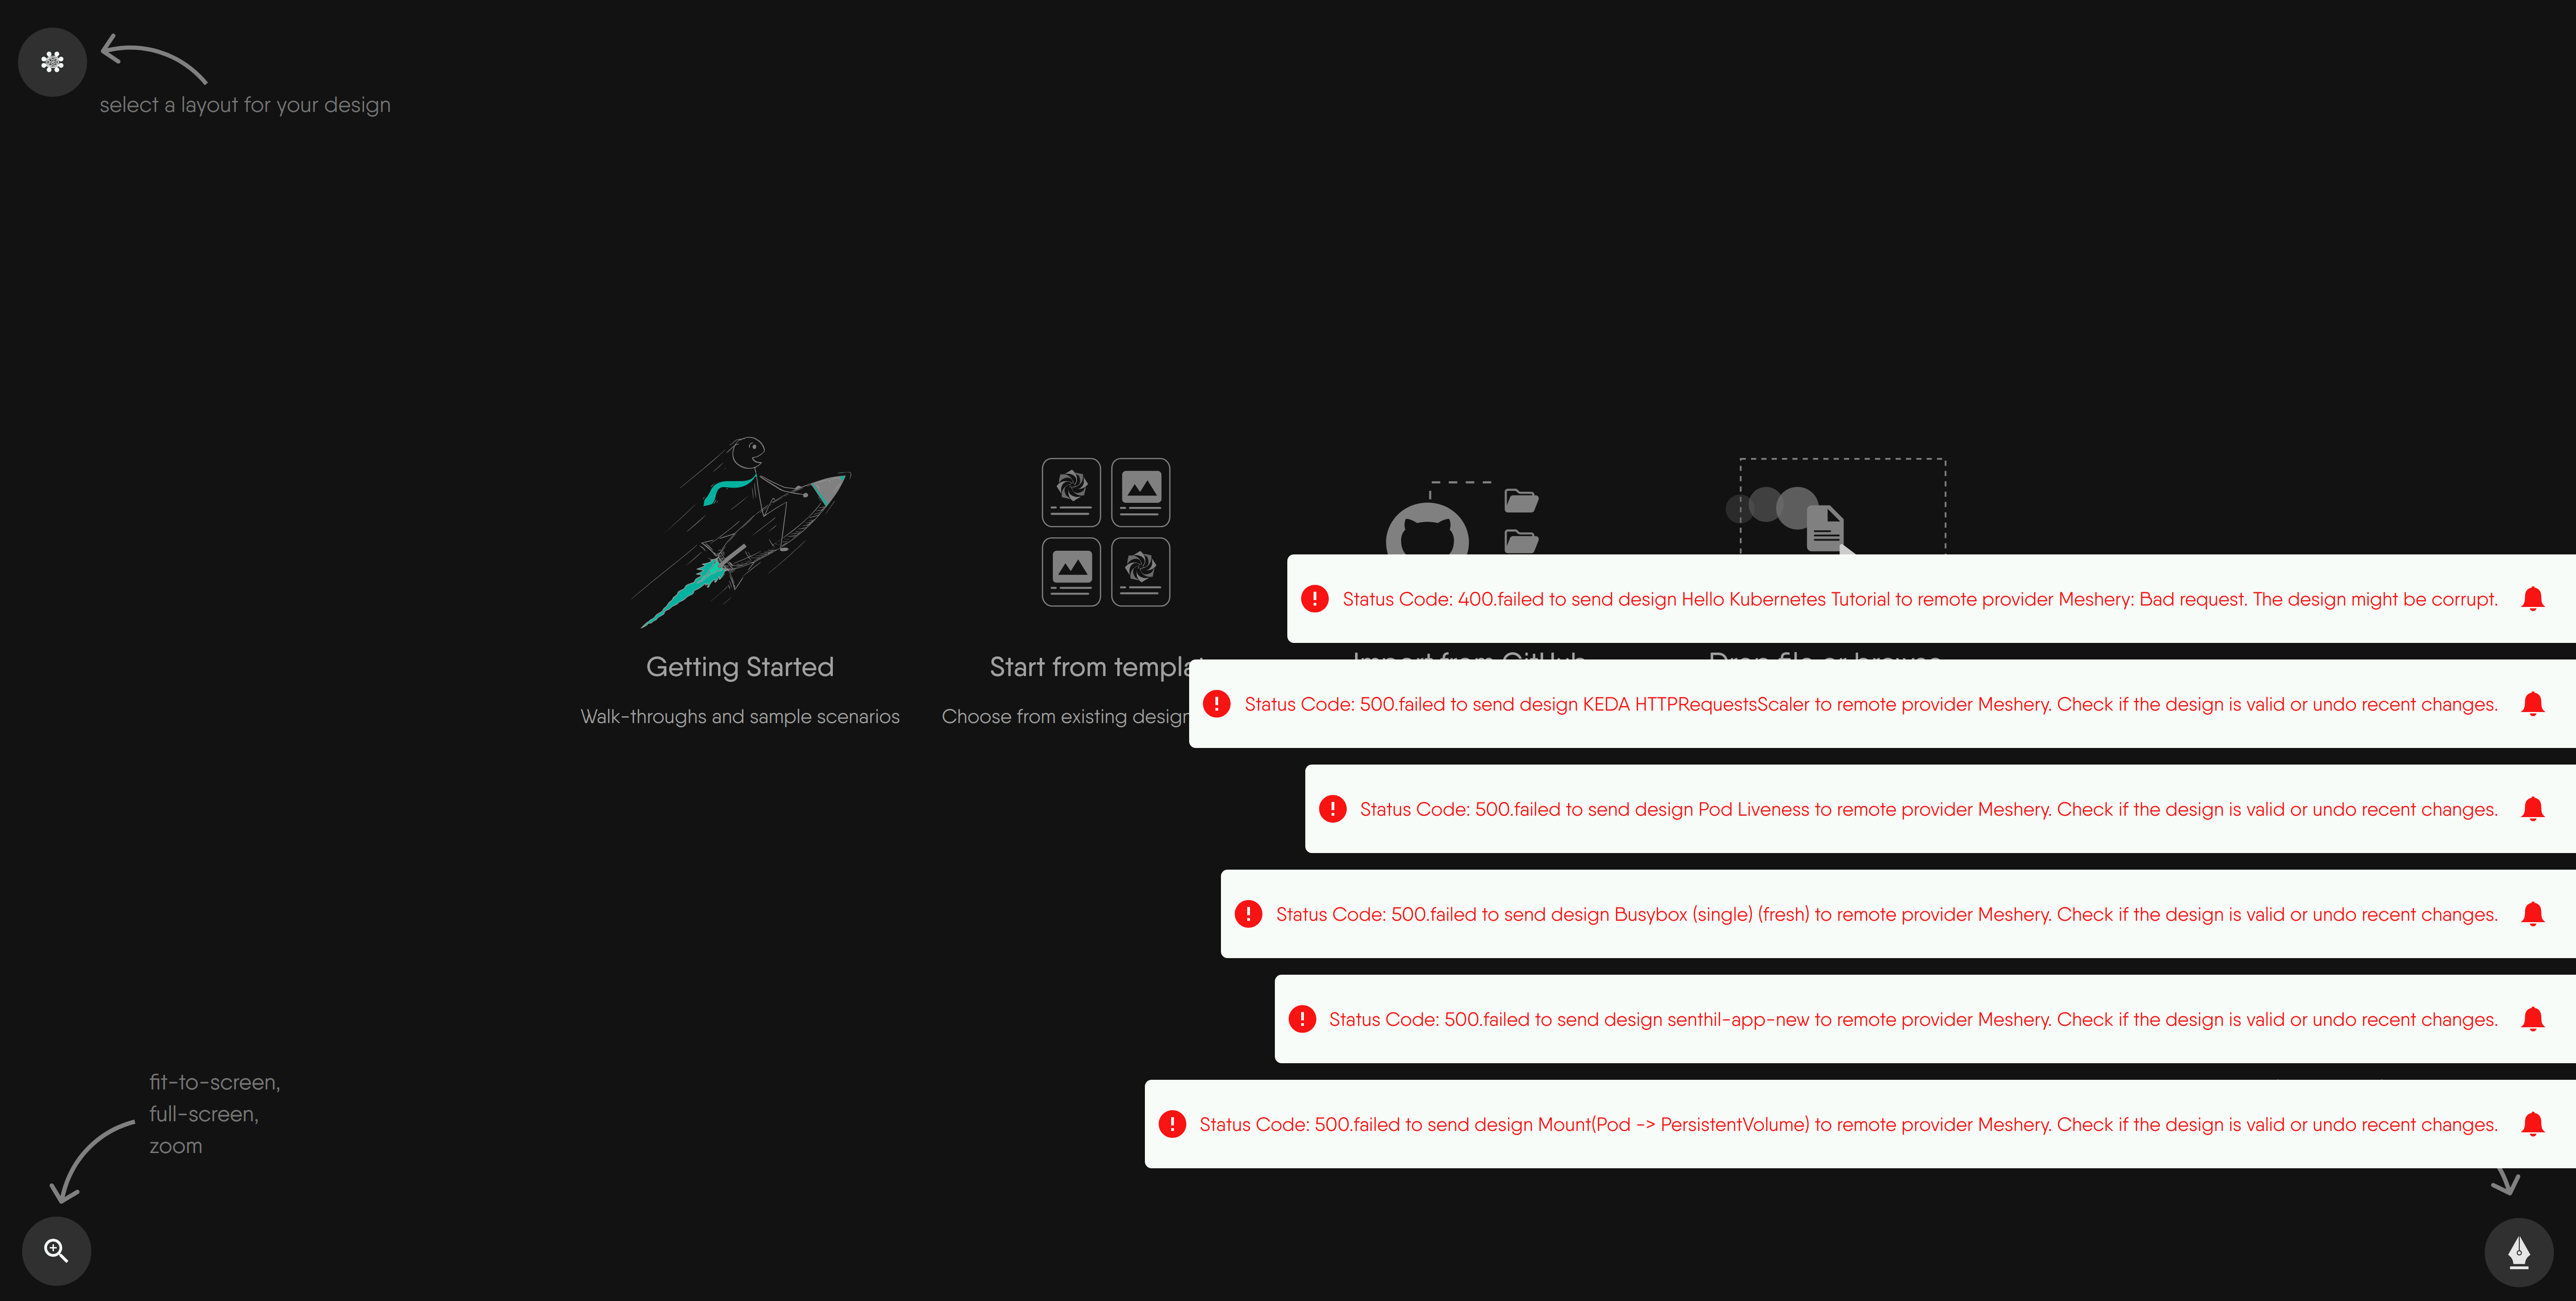 select a layout for your design
Getting Started
Walk-throughs and sample scenarios
Start from templat
Choose from existing design
Import from GitHub
Drop file or browse
Status Code: 400.failed to send design Hello Kubernetes Tutorial to remote provider Meshery: Bad request. The design might be corrupt.
Status Code: 500.failed to send design KEDA HTTPRequestsScaler to remote provider Meshery. Check if the design is valid or undo recent changes.
Status Code: 500.failed to send design Pod Liveness to remote provider Meshery. Check if the design is valid or undo recent changes.
Status Code: 500.failed to send design Busybox (single) (fresh) to remote provider Meshery. Check if the design is valid or undo recent changes.
Status Code: 500.failed to send design senthil-app-new to remote provider Meshery. Check if the design is valid or undo recent changes.
Status Code: 500.failed to send design Mount(Pod -> PersistentVolume) to remote provider Meshery. Check if the design is valid or undo recent changes.
fit-to-screen,
full-screen,
zoom